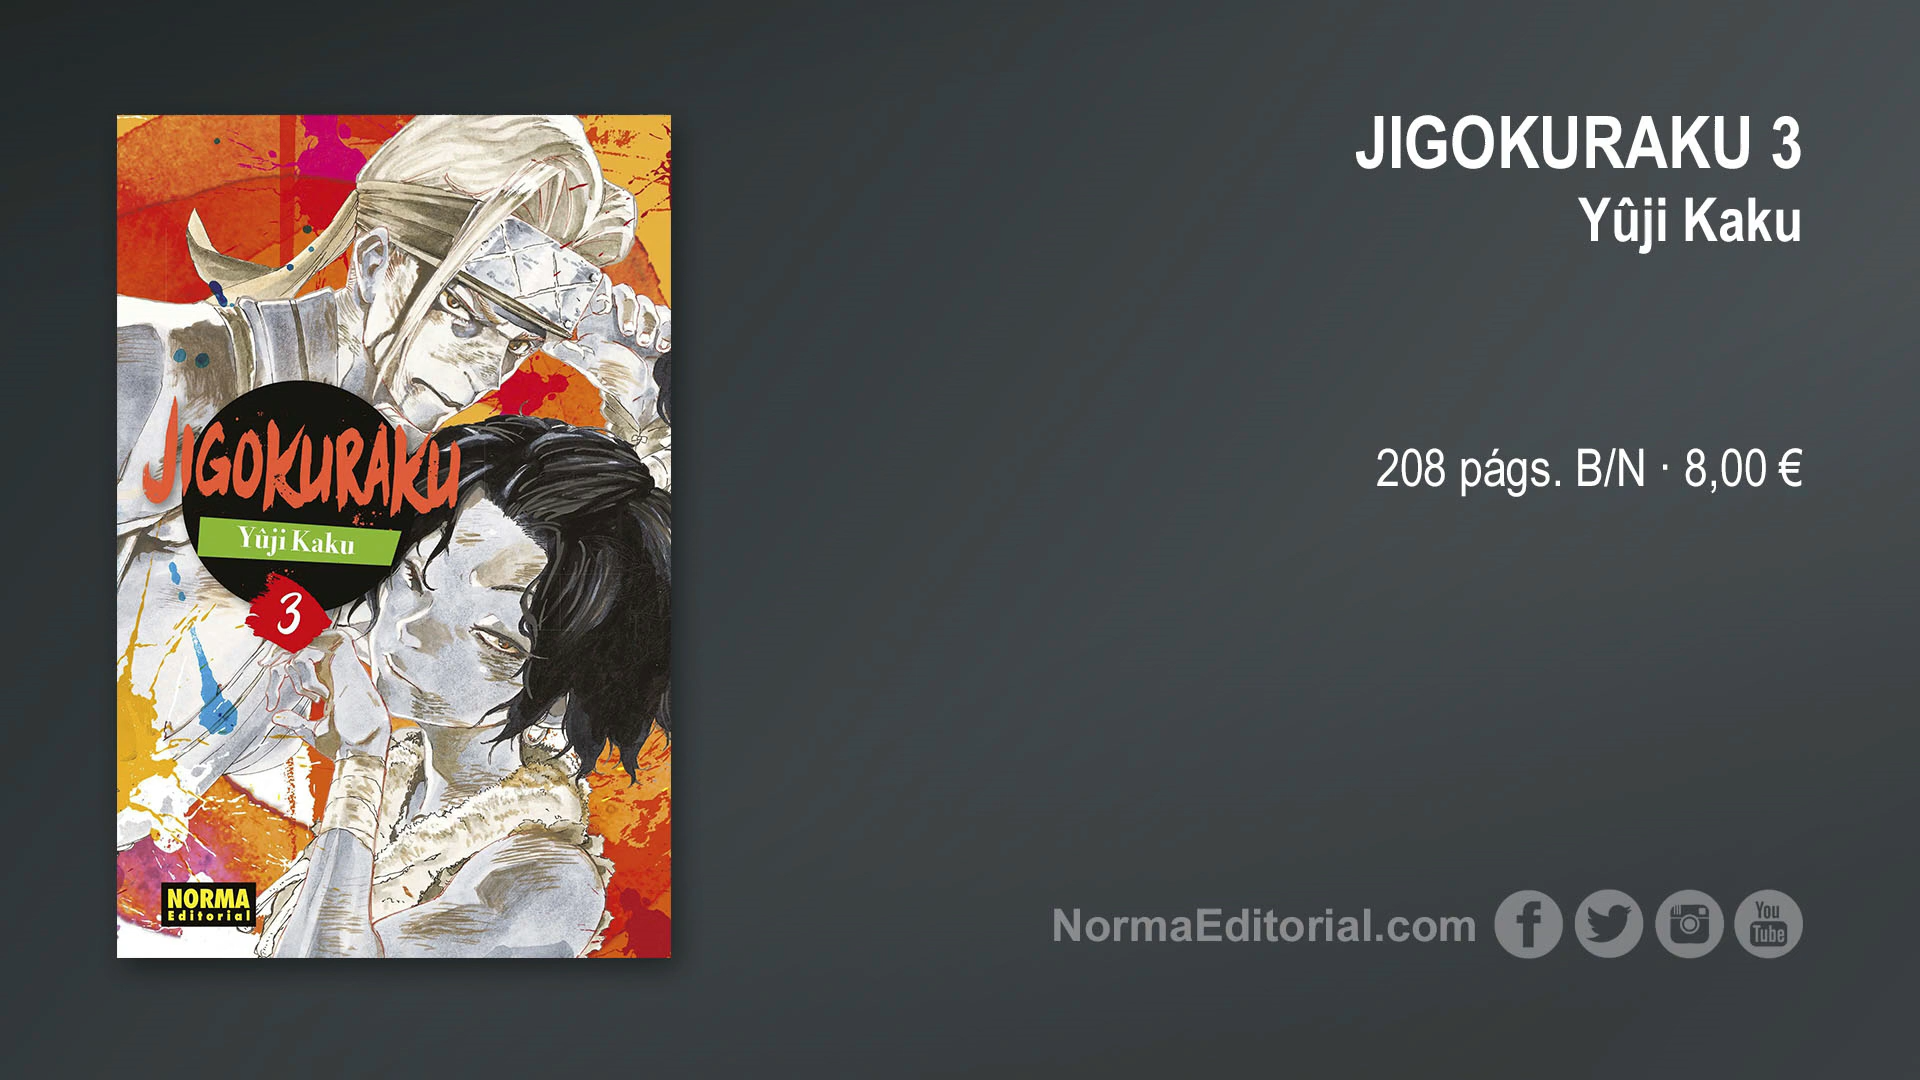 JIGOKURAKU
Yûji Kaku
3
NORMA
Editorial
JIGOKURAKU 3
Yûji Kaku
208 págs. B/N · 8,00 €
NormaEditorial.com
You
Tube